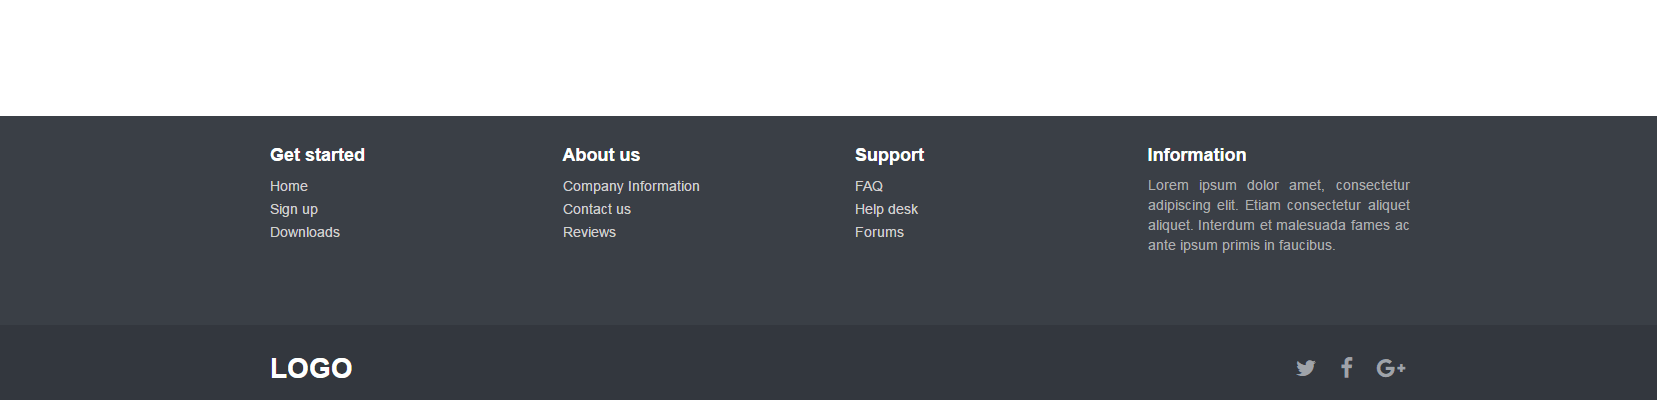 Get started
Home
Sign up
Downloads
About us
Company Information
Contact us
Reviews
Support
FAQ
Help desk
Forums
Information
Lorem ipsum dolor amet, consectetur
adipiscing elit. Etiam consectetur aliquet
aliquet. Interdum et malesuada fames ac
ante ipsum primis in faucibus.
LOGO